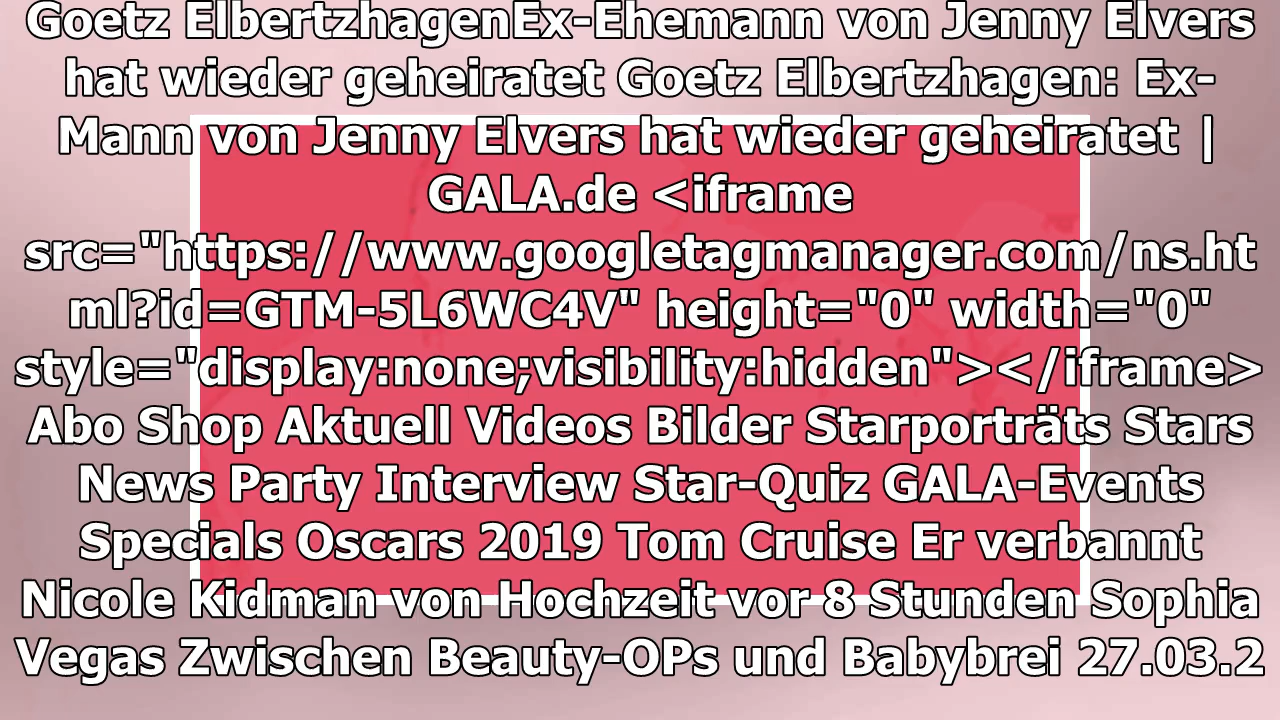 Goetz ElbertzhagenEx-Ehemann von Jenny Elvers
hat wieder geheiratet Goetz Elbertzhagen: Ex-
Mann von Jenny Elvers hat wieder geheiratet |
GALA.de <iframe
src="https://www.googletagmanager.com/ns.ht
ml?id=GTM-5L6WC4V" height="0" width="0"
style="display:none;visibility:hidden"></iframe>
Abo Shop Aktuell Videos Bilder Starporträts Stars
News Party Interview Star-Quiz GALA-Events
Specials Oscars 2019 Tom Cruise Er verbannt
Nicole Kidman von Hochzeit vor 8 Stunden Sophia
Vegas Zwischen Beauty-OPs und Babybrei 27.03.2